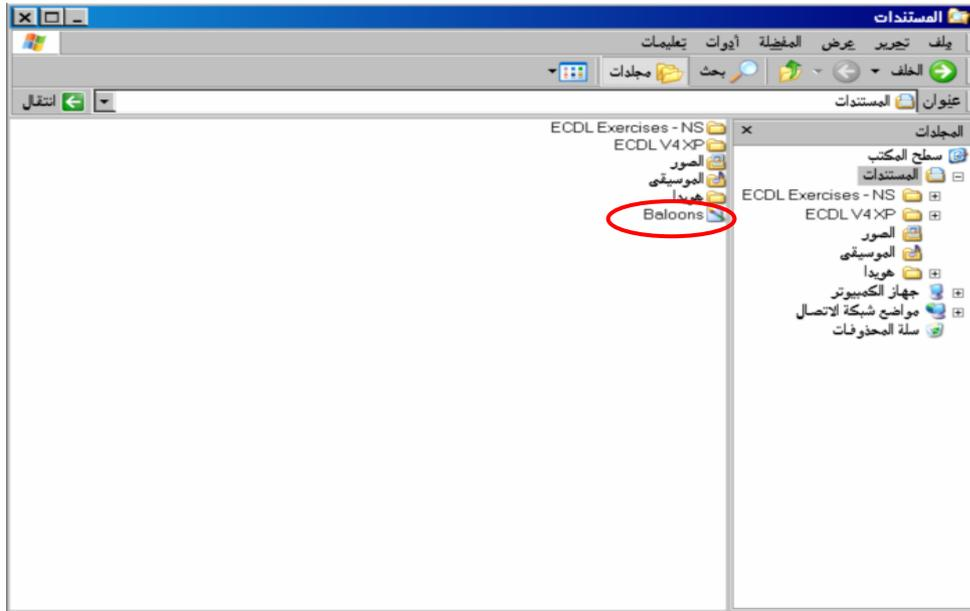 المستندات
ملف تحرير عرض المفضلة أدوات تعليمات
الخلف بحث مجلدات
عنوان المستندات انتقال
المجلدات
سطح المكتب
المستندات
ECDL Exercises - NS
ECDL V4 XP
الصور
الموسيقى
هويدا
جهاز الكمبيوتر
مواضع شبكة الاتصال
سلة المحذوفات
ECDL Exercises - NS
ECDL V4 XP
الصور
الموسيقى
هويدا
Baloons